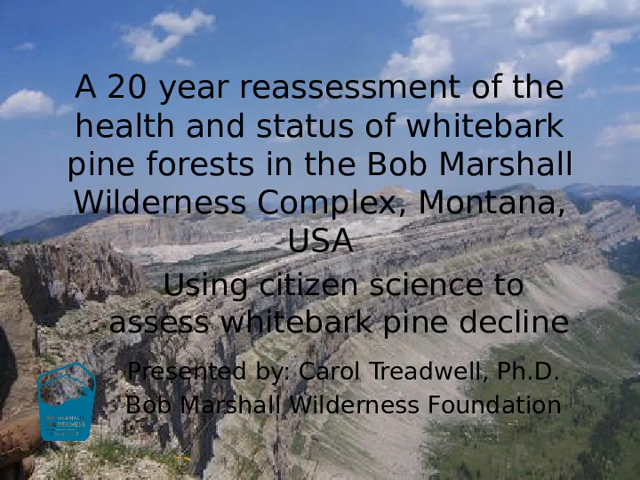 A 20 year reassessment of the
health and status of whitebark
pine forests in the Bob Marshall
Wilderness Complex, Montana,
USA
Using citizen science to
assess whitebark pine decline
Presented by: Carol Treadwell, Ph.D.
Bob Marshall Wilderness Foundation